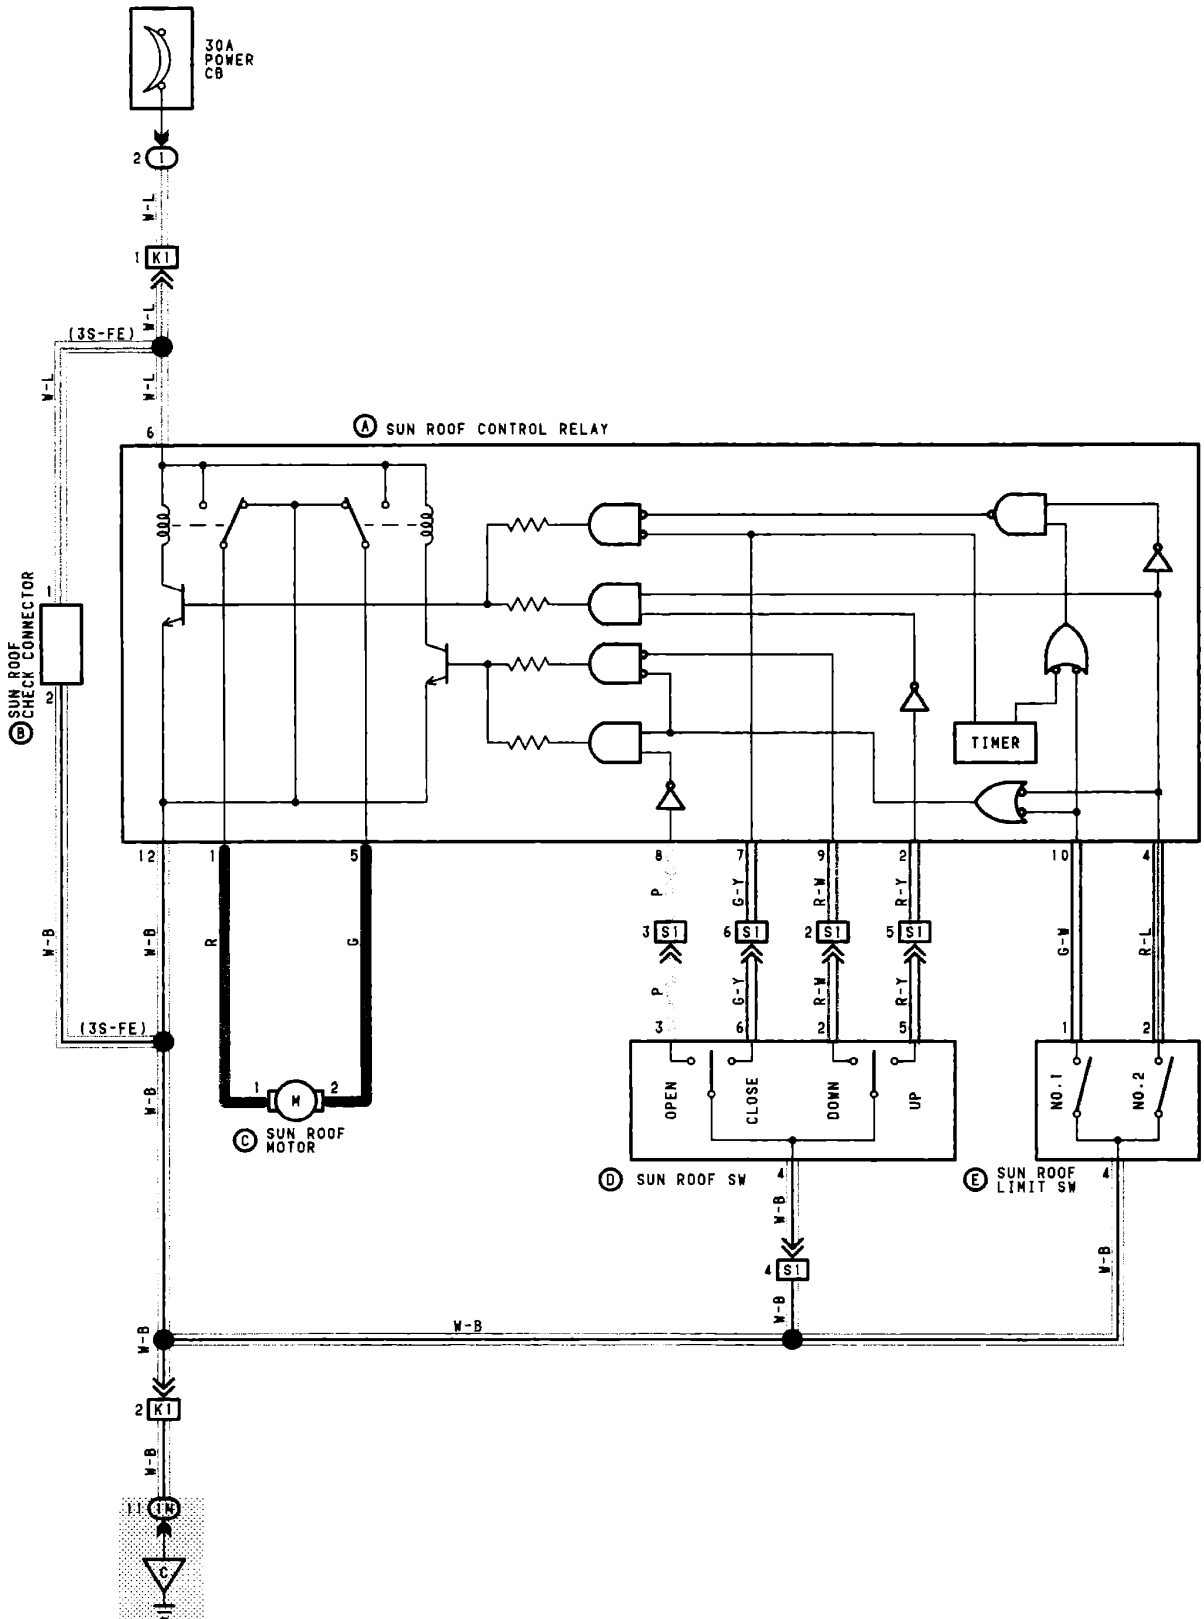 30A
POWER
CB
2 1
W-L
1 K1
W-L
(3S-FE)
W-L
W-L
6
A SUN ROOF CONTROL RELAY
1
B SUN ROOF
CHECK CONNECTOR
2
TIMER
12 1 5 8 7 9 2 10 4
P G-Y R-W R-Y
3 S1 6 S1 2 S1 5 S1
W-B W-B R G G-W R-L
P G-Y R-W R-Y
(3S-FE)
3 6 2 5 1 2
W-B
1 M 2
OPEN CLOSE DOWN UP NO.1 NO.2
C SUN ROOF
MOTOR
D SUN ROOF SW
4
E SUN ROOF
LIMIT SW
4
W-B
4 S1
W-B
W-B
W-B
W-B
2 K1
W-B
11 1N
C